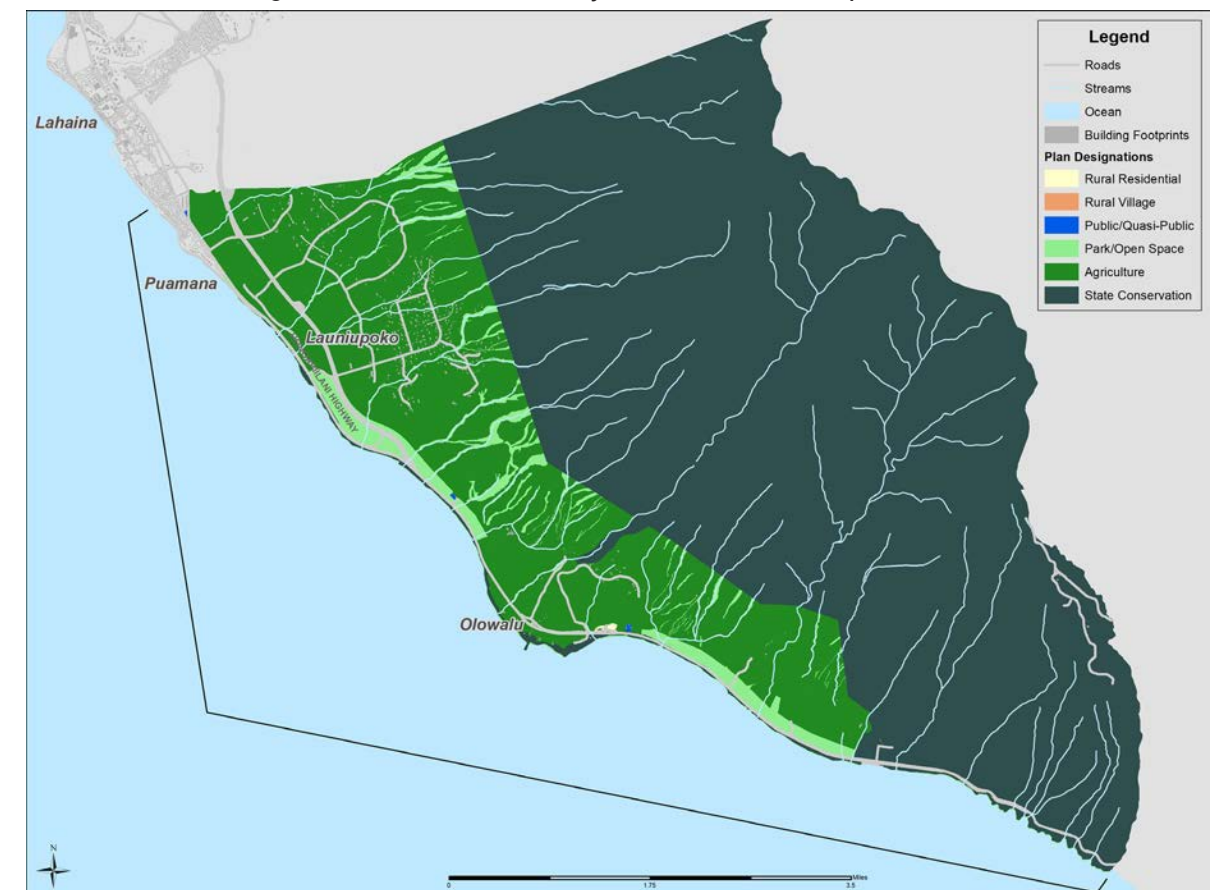 Legend
Roads
Streams
Ocean
Building Footprints
Plan Designations
Rural Residential
Rural Village
Public/Quasi-Public
Park/Open Space
Agriculture
State Conservation
Lahaina
Puamana
Launiupoko
HIGHWAY
Olowalu
N
Miles
0
1.75
3.5